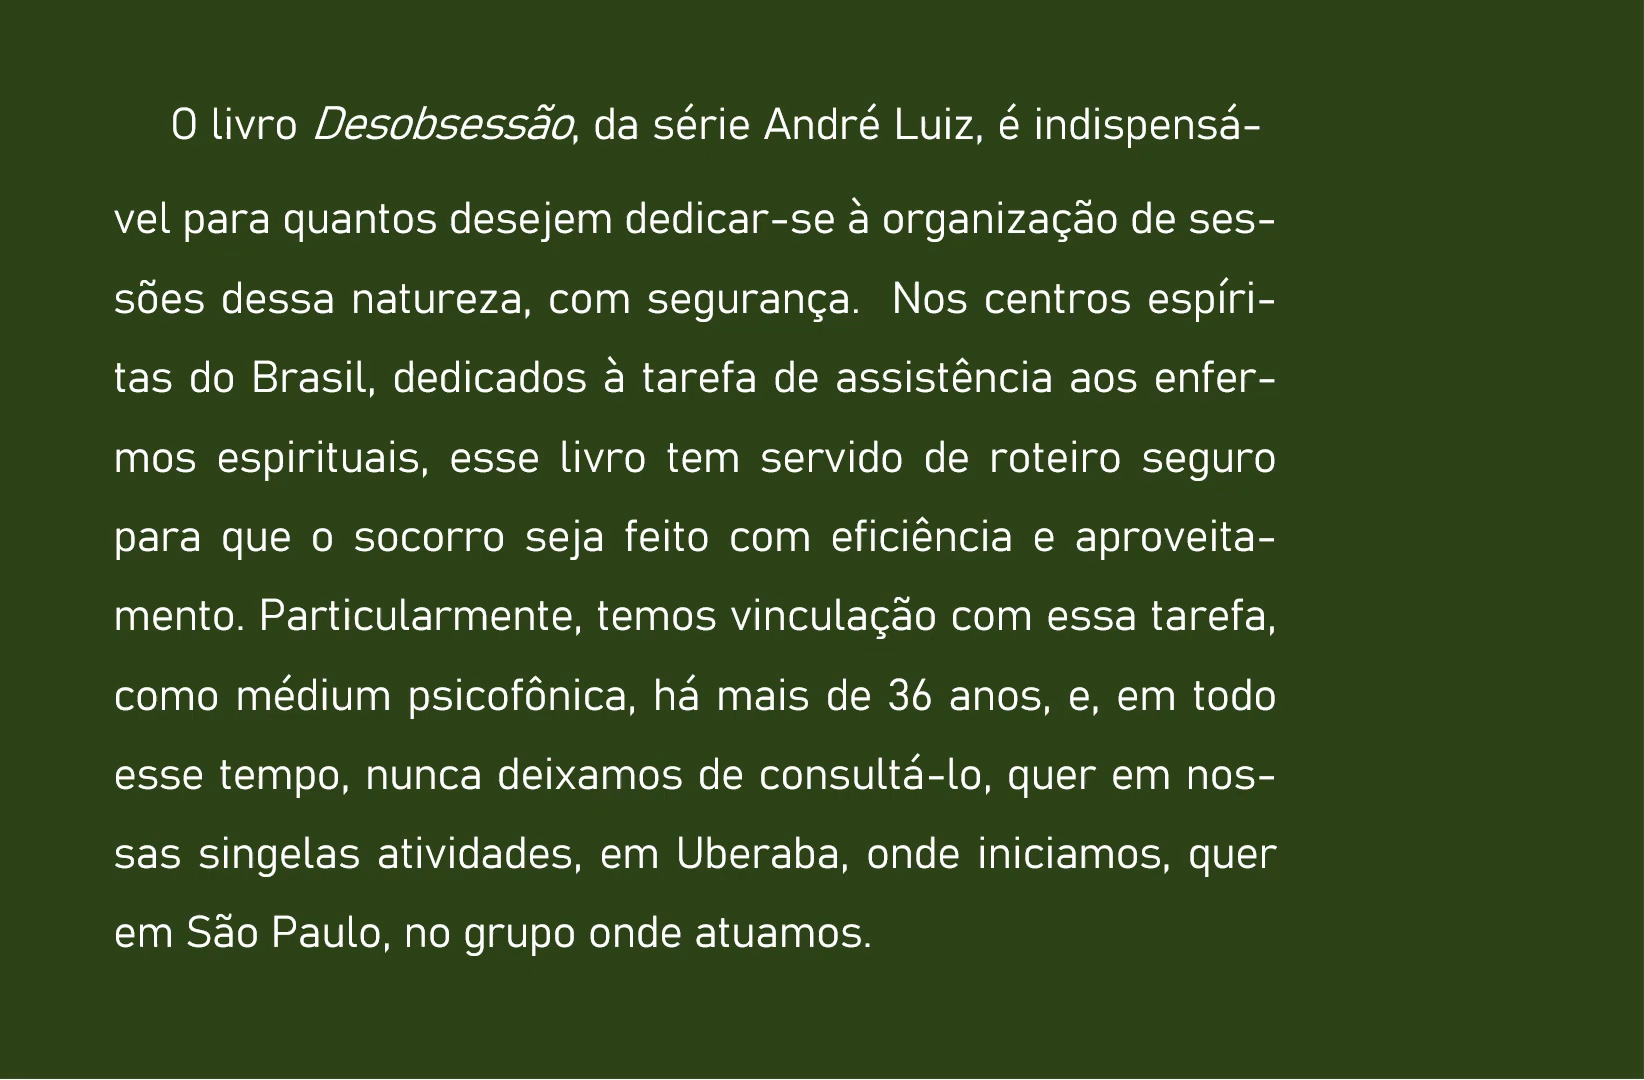 O livro Desobsessão, da série André Luiz, é indispensá-
vel para quantos desejem dedicar-se à organização de ses-
sões dessa natureza, com segurança.  Nos centros espíri-
tas do Brasil, dedicados à tarefa de assistência aos enfer-
mos espirituais, esse livro tem servido de roteiro seguro
para que o socorro seja feito com eficiência e aproveita-
mento. Particularmente, temos vinculação com essa tarefa,
como médium psicofônica, há mais de 36 anos, e, em todo
esse tempo, nunca deixamos de consultá-lo, quer em nos-
sas singelas atividades, em Uberaba, onde iniciamos, quer
em São Paulo, no grupo onde atuamos.